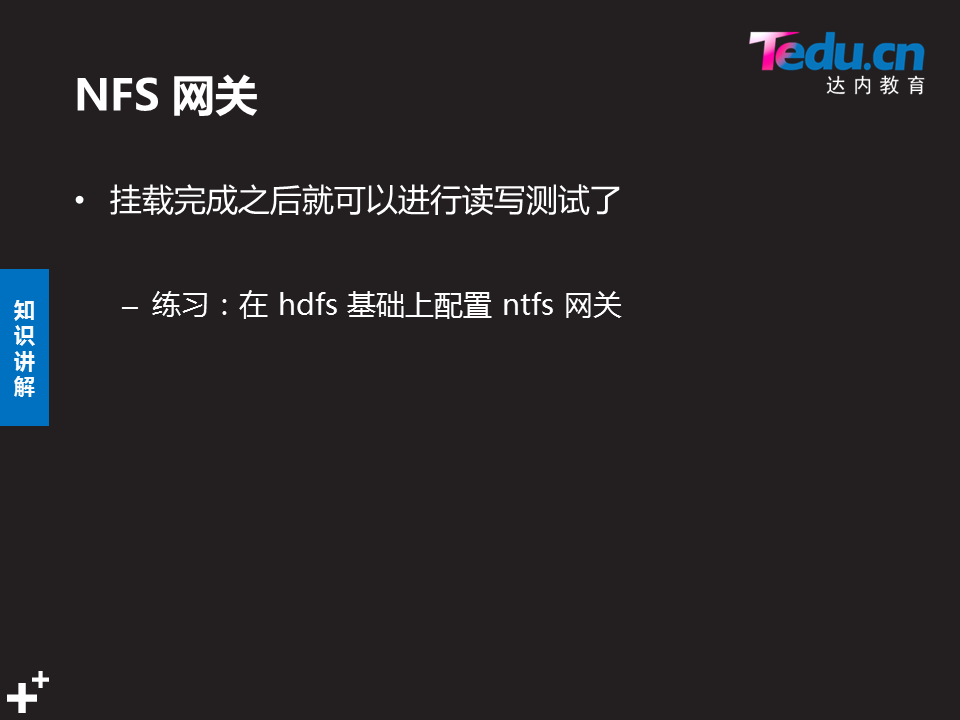 Tedu.cn
达内教育
NFS 网关
• 挂载完成之后就可以进行读写测试了
– 练习：在 hdfs 基础上配置 ntfs 网关
知
识
讲
解